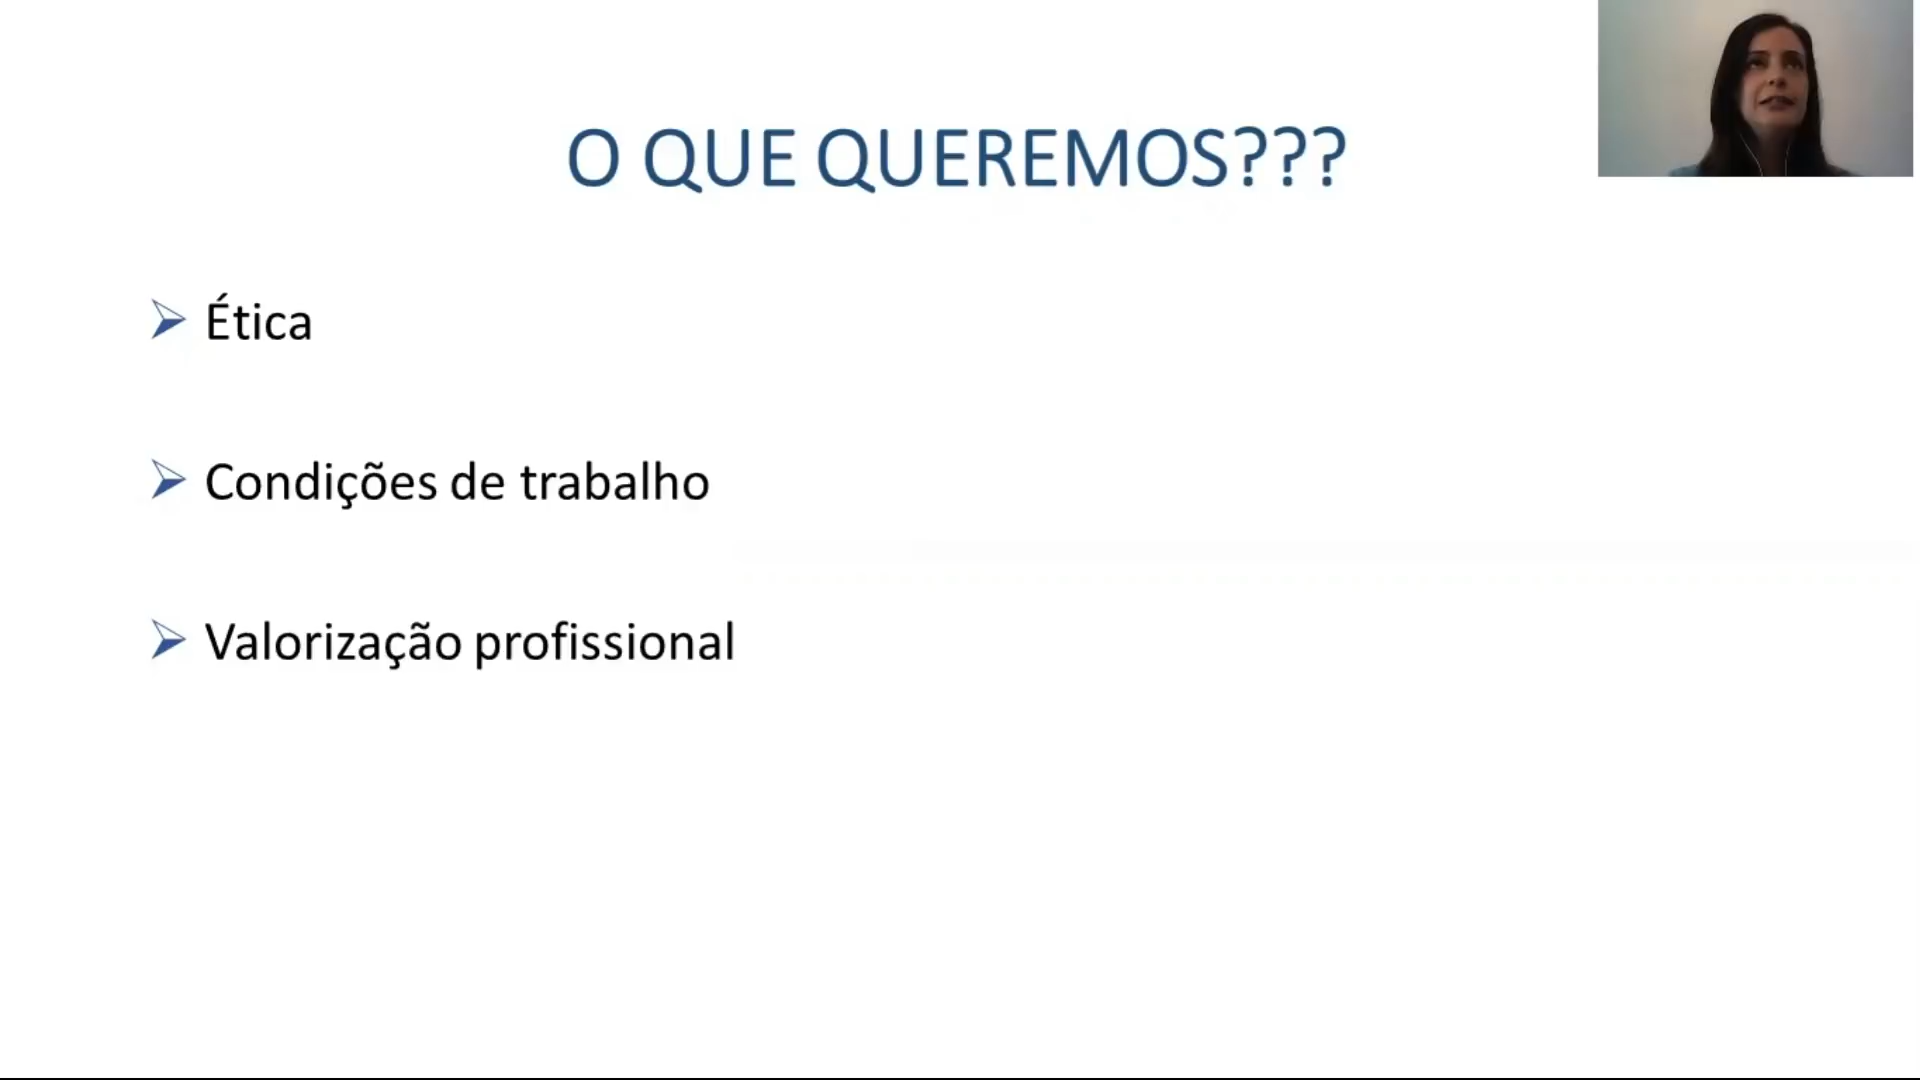 O QUE QUEREMOS???
Ética
Condições de trabalho
Valorização profissional